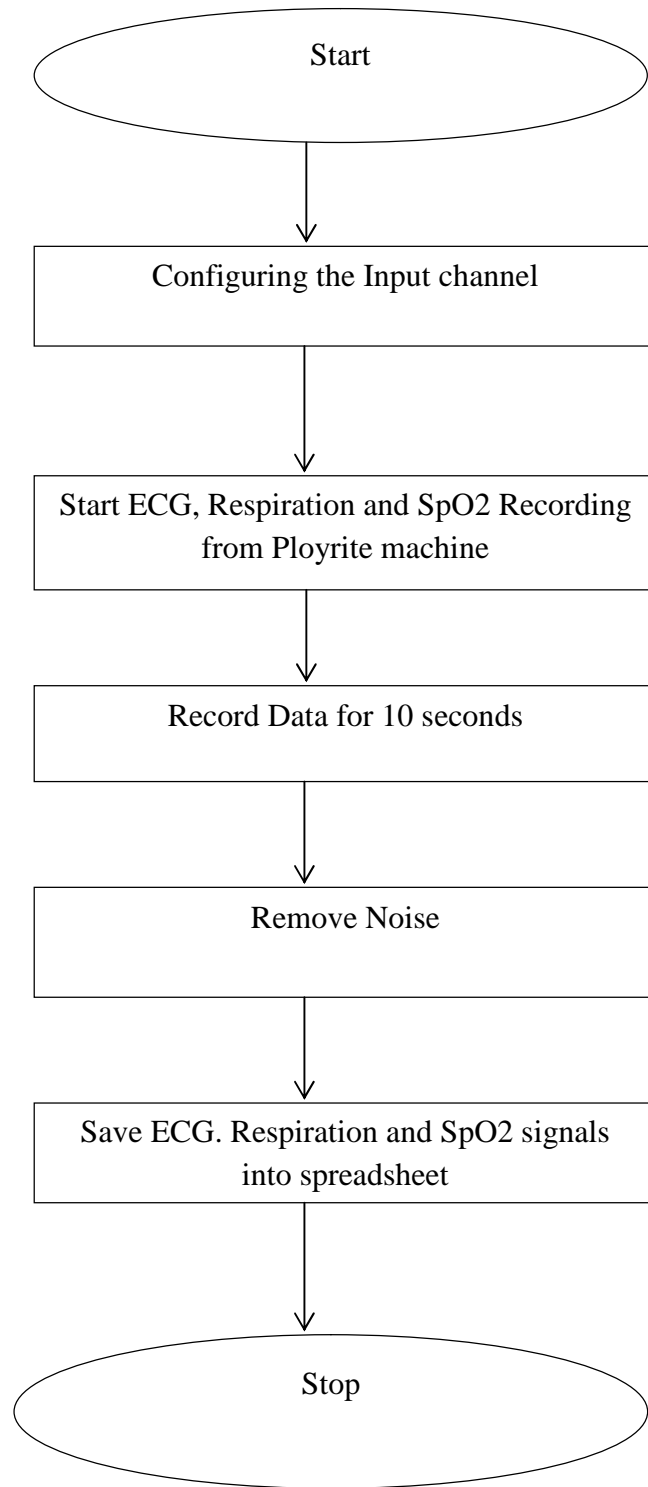 Start
Configuring the Input channel
Start ECG, Respiration and SpO2 Recording
from Ployrite machine
Record Data for 10 seconds
Remove Noise
Save ECG. Respiration and SpO2 signals
into spreadsheet
Stop